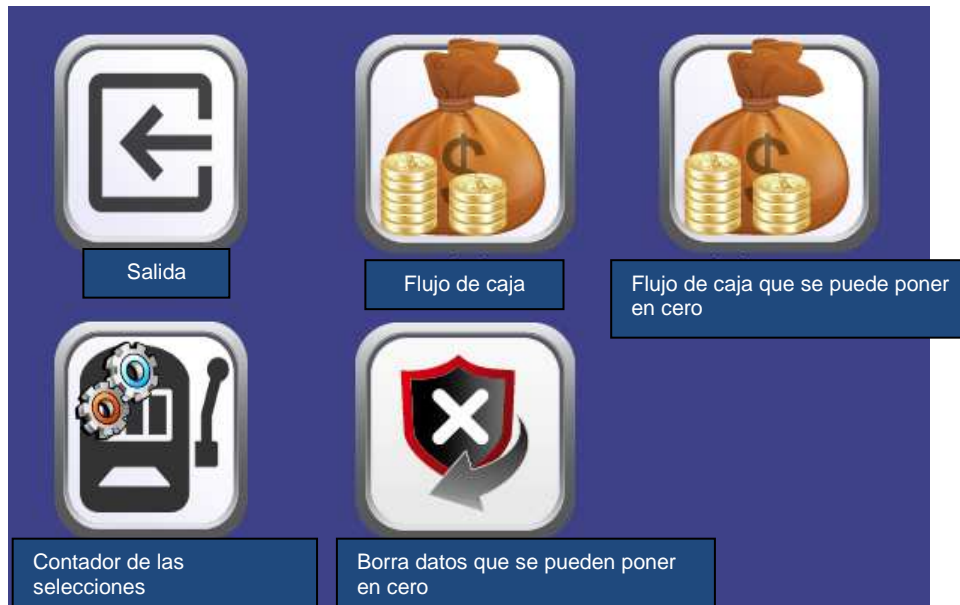 Salida
Flujo de caja
Flujo de caja que se puede poner
en cero
Contador de las
selecciones
Borra datos que se pueden poner
en cero